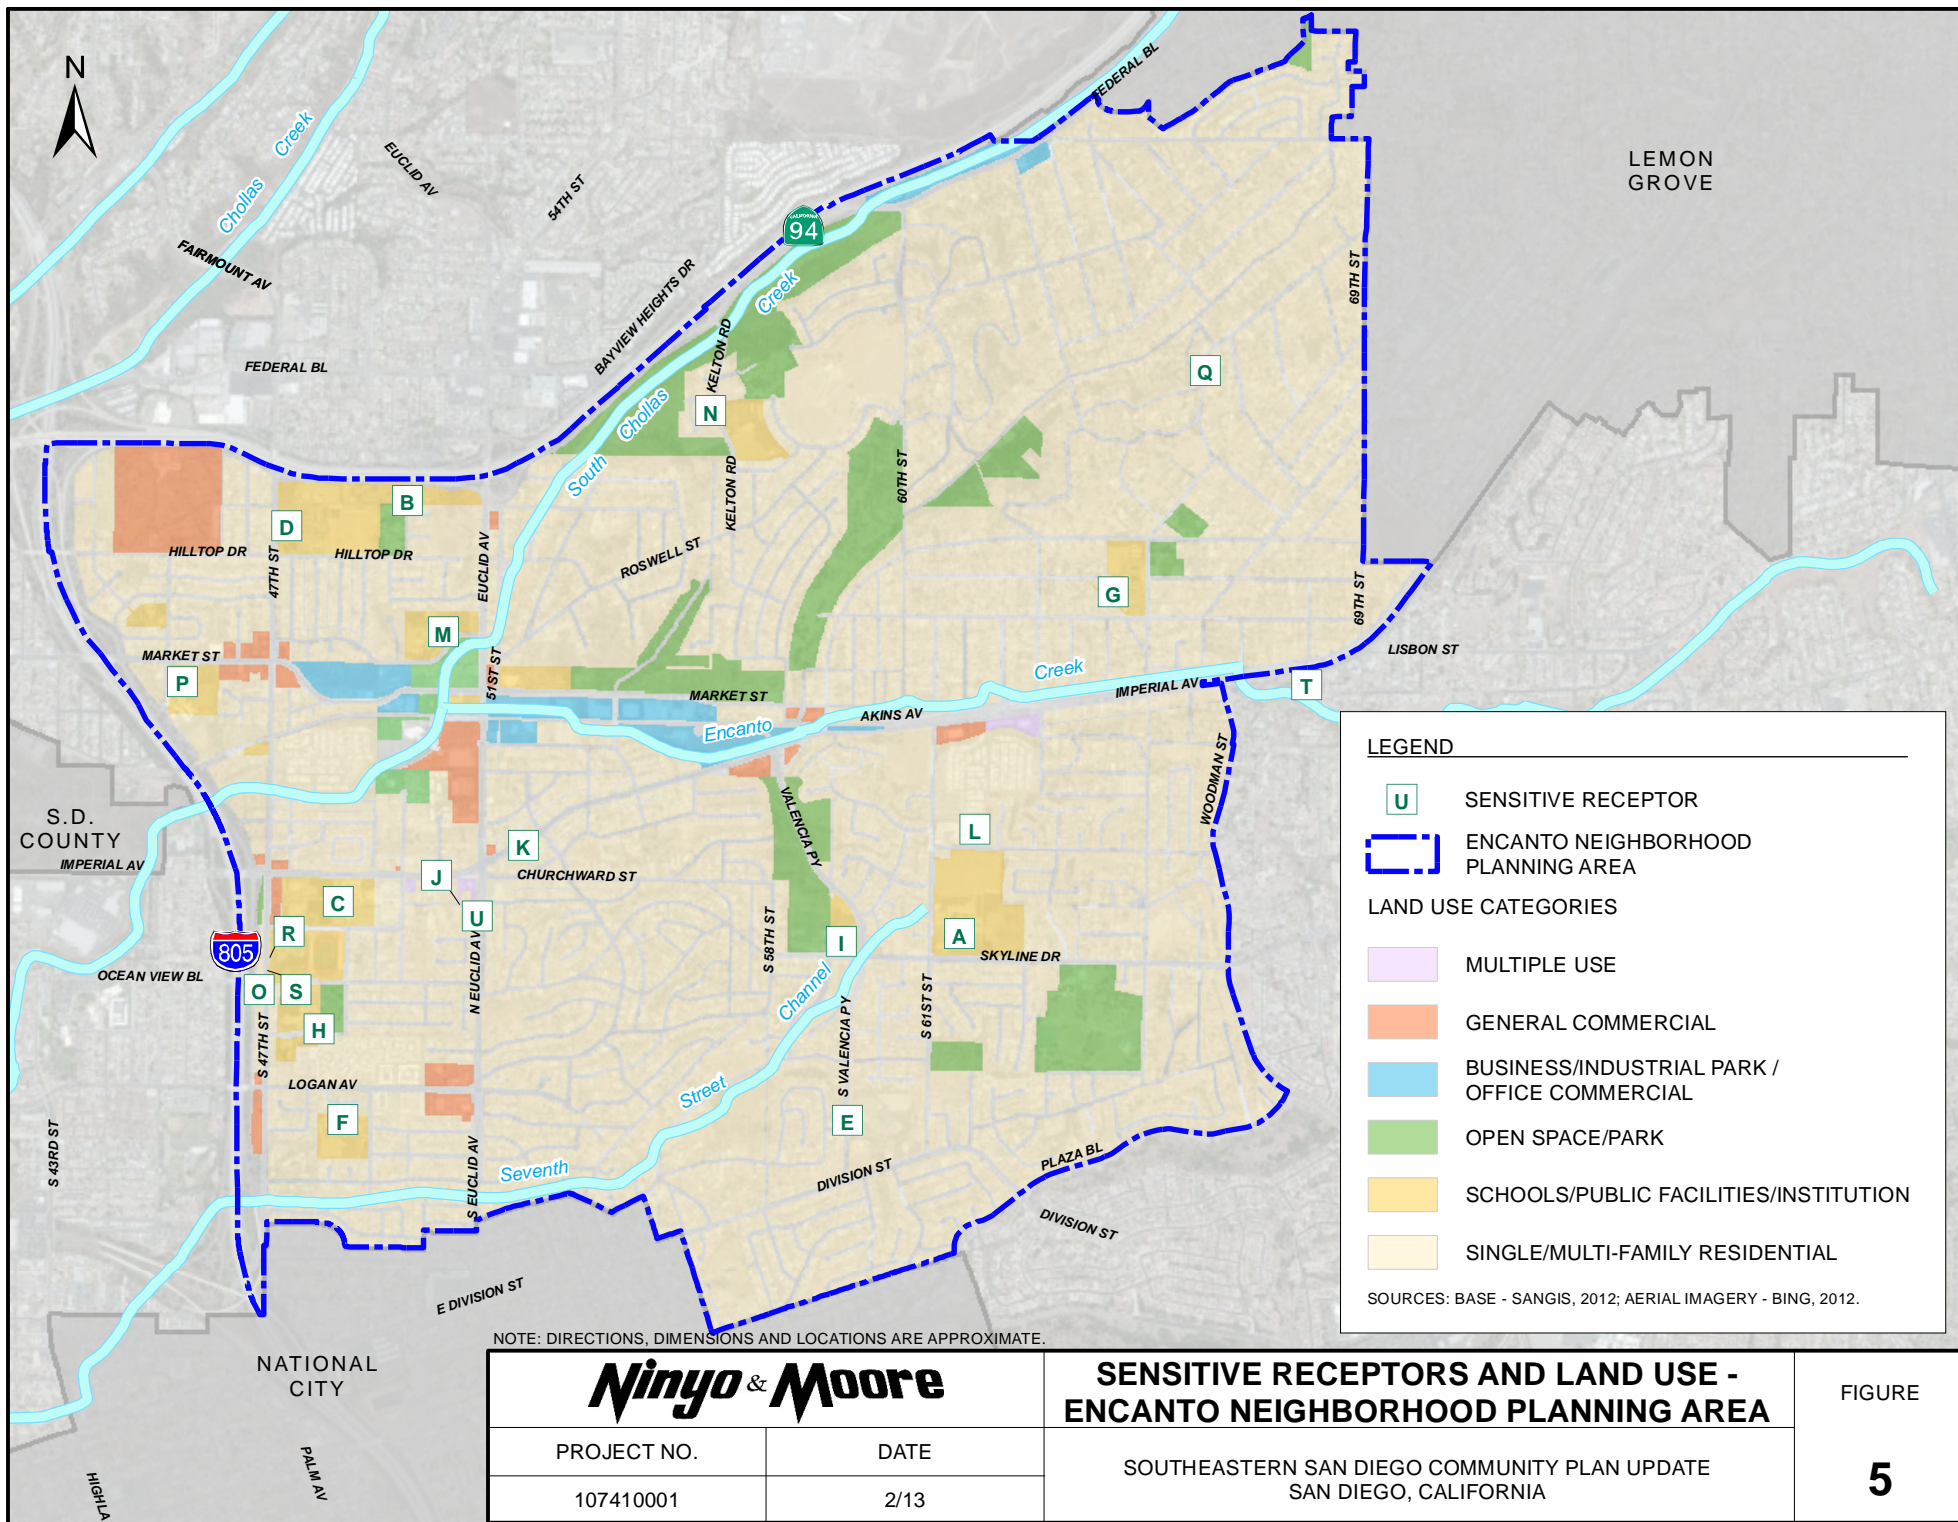 N
Chollas
Creek
EUCLID AV
54TH ST
FAIRMOUNT AV
FEDERAL BL
FEDERAL BL
LEMON
GROVE
CALIFORNIA
94
BAYVIEW HEIGHTS DR
KELTON RD
Creek
Chollas
South
69TH ST
Q
N
B
D
HILLTOP DR
HILLTOP DR
47TH ST
EUCLID AV
KELTON RD
60TH ST
ROSWELL ST
G
69TH ST
M
MARKET ST
P
51ST ST
MARKET ST
Encanto
AKINS AV
Creek
IMPERIAL AV
LISBON ST
T
WOODMAN ST
S.D.
COUNTY
IMPERIAL AV
VALENCIA PY
L
K
CHURCHWARD ST
J
U
C
R
805
OCEAN VIEW BL
O
S
H
N EUCLID AV
S 58TH ST
I
A
SKYLINE DR
Channel
S VALENCIA PY
S 61ST ST
S 47TH ST
LOGAN AV
F
E
Street
Seventh
S 43RD ST
S EUCLID AV
DIVISION ST
PLAZA BL
DIVISION ST
E DIVISION ST
NATIONAL
CITY
PALM AV
HIGHLA
LEGEND
U
SENSITIVE RECEPTOR
ENCANTO NEIGHBORHOOD
PLANNING AREA
LAND USE CATEGORIES
MULTIPLE USE
GENERAL COMMERCIAL
BUSINESS/INDUSTRIAL PARK /
OFFICE COMMERCIAL
OPEN SPACE/PARK
SCHOOLS/PUBLIC FACILITIES/INSTITUTION
SINGLE/MULTI-FAMILY RESIDENTIAL
SOURCES: BASE - SANGIS, 2012; AERIAL IMAGERY - BING, 2012.
NOTE: DIRECTIONS, DIMENSIONS AND LOCATIONS ARE APPROXIMATE.
Ninyo & Moore
PROJECT NO.
DATE
107410001
2/13
SENSITIVE RECEPTORS AND LAND USE -
ENCANTO NEIGHBORHOOD PLANNING AREA
SOUTHEASTERN SAN DIEGO COMMUNITY PLAN UPDATE
SAN DIEGO, CALIFORNIA
FIGURE
5